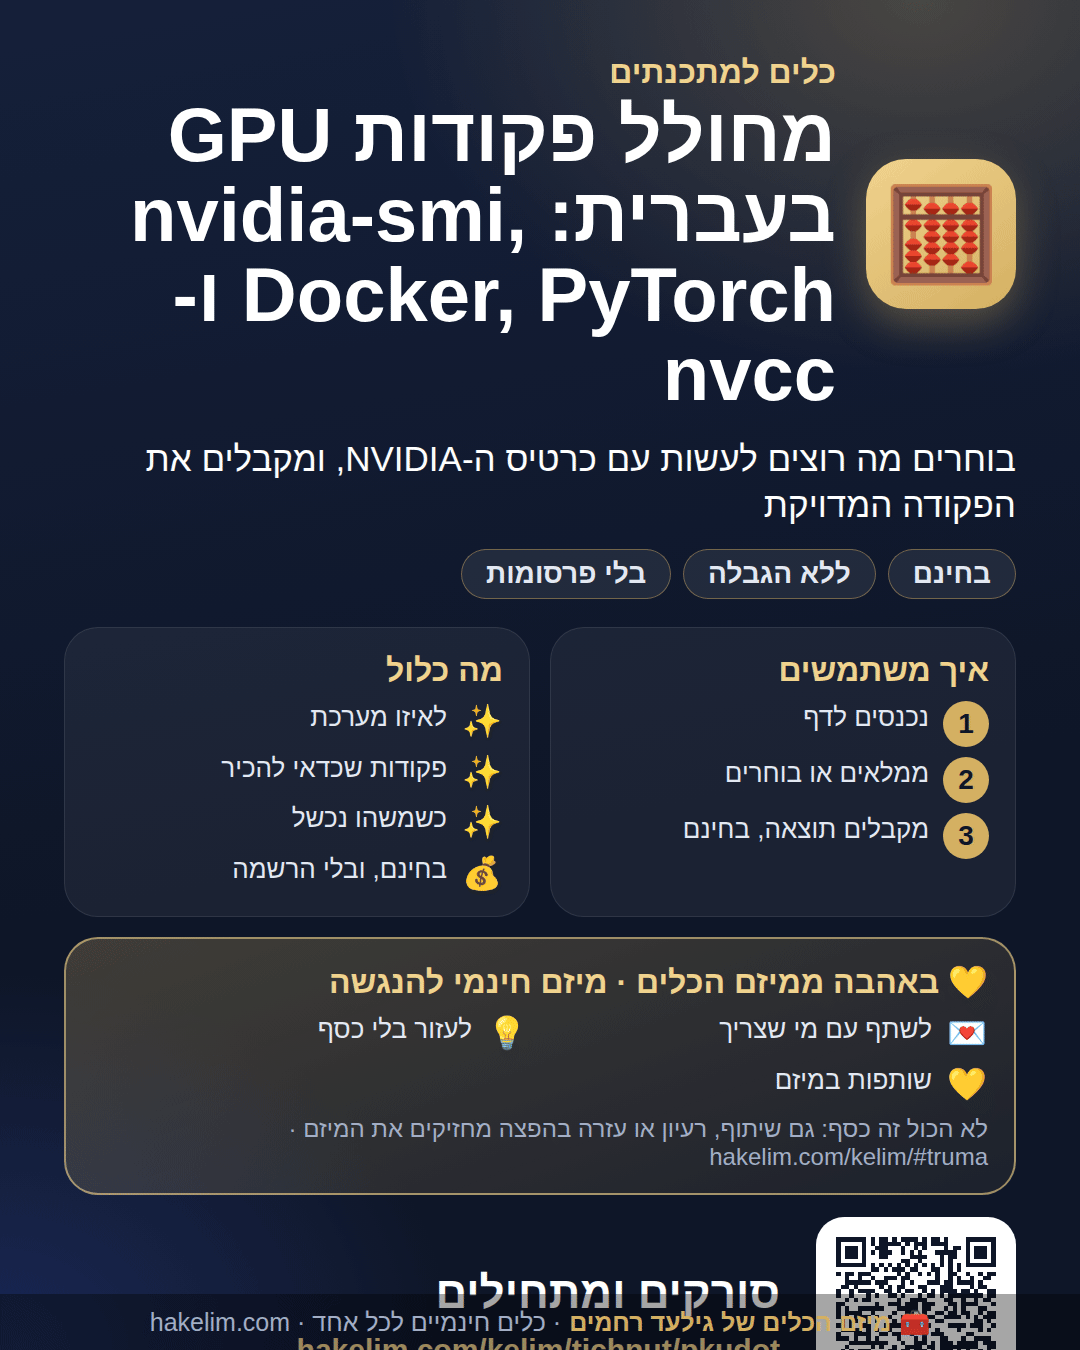 כלים למתכנתים
מחולל פקודות GPU
בעברית: nvidia-smi,
Docker, PyTorch ו-
nvcc
בוחרים מה רוצים לעשות עם כרטיס ה-NVIDIA, ומקבלים את
הפקודה המדויקת
בחינם
ללא הגבלה
בלי פרסומות
איך משתמשים
1 נכנסים לדף
2 ממלאים או בוחרים
3 מקבלים תוצאה, בחינם
מה כלול
לאיזו מערכת
פקודות שכדאי להכיר
כשמשהו נכשל
בחינם, ובלי הרשמה
באהבה ממיזם הכלים · מיזם חינמי להנגשה
לשתף עם מי שצריך
לעזור בלי כסף
שותפות במיזם
לא הכול זה כסף: גם שיתוף, רעיון או עזרה בהפצה מחזיקים את המיזם ·
hakelim.com/kelim/#truma
סורקים ומתחילים
מיזם הכלים של גילעד רחמים · כלים חינמיים לכל אחד · hakelim.com
hakelim.com/kelim/tichnut/pkudot